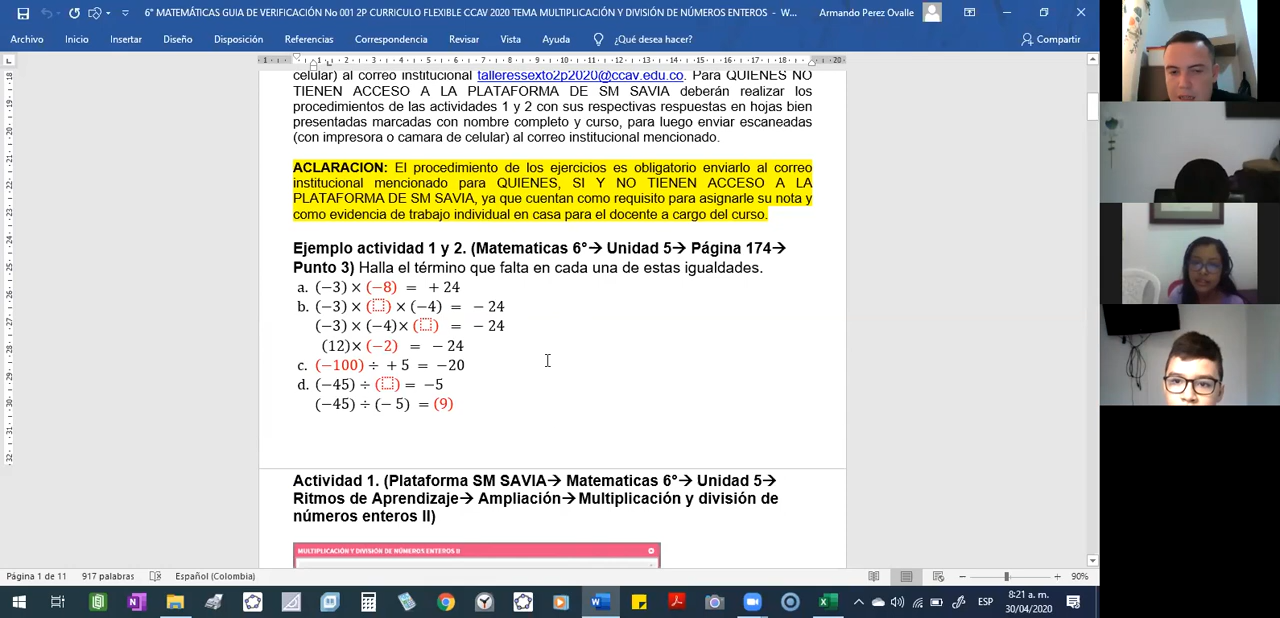 6° MATEMÁTICAS GUIA DE VERIFICACIÓN No 001 2P CURRICULO FLEXIBLE CCAV 2020 TEMA MULTIPLICACIÓN Y DIVISIÓN DE NÚMEROS ENTEROS - W... Armando Perez Ovalle
Archivo Inicio Insertar Diseño Disposición Referencias Correspondencia Revisar Vista Ayuda ¿Qué desea hacer? Compartir
celular) al correo institucional talleressexto2p2020@ccav.edu.co. Para QUIENES NO
TIENEN ACCESO A LA PLATAFORMA DE SM SAVIA deberán realizar los
procedimientos de las actividades 1 y 2 con sus respectivas respuestas en hojas bien
presentadas marcadas con nombre completo y curso, para luego enviar escaneadas
(con impresora o camara de celular) al correo institucional mencionado.
ACLARACION: El procedimiento de los ejercicios es obligatorio enviarlo al correo
institucional mencionado para QUIENES, SI Y NO TIENEN ACCESO A LA
PLATAFORMA DE SM SAVIA, ya que cuentan como requisito para asignarle su nota y
como evidencia de trabajo individual en casa para el docente a cargo del curso.
Ejemplo actividad 1 y 2. (Matematicas 6°→ Unidad 5→ Página 174→
Punto 3) Halla el término que falta en cada una de estas igualdades.
a. (−3) × (−8) = + 24
b. (−3) × (□) × (−4) = − 24
(−3) × (−4)× (□) = − 24
(12)× (−2) = − 24
c. (−100) ÷ + 5 = −20
d. (−45) ÷ (□) = −5
(−45) ÷ (− 5) = (9)
Actividad 1. (Plataforma SM SAVIA→ Matematicas 6°→ Unidad 5→
Ritmos de Aprendizaje→ Ampliación→Multiplicación y división de
números enteros II)
MULTIPLICACIÓN Y DIVISIÓN DE NÚMEROS ENTEROS II
Página 1 de 11 917 palabras Español (Colombia) 90%
ESP
8:21 a. m.
30/04/2020